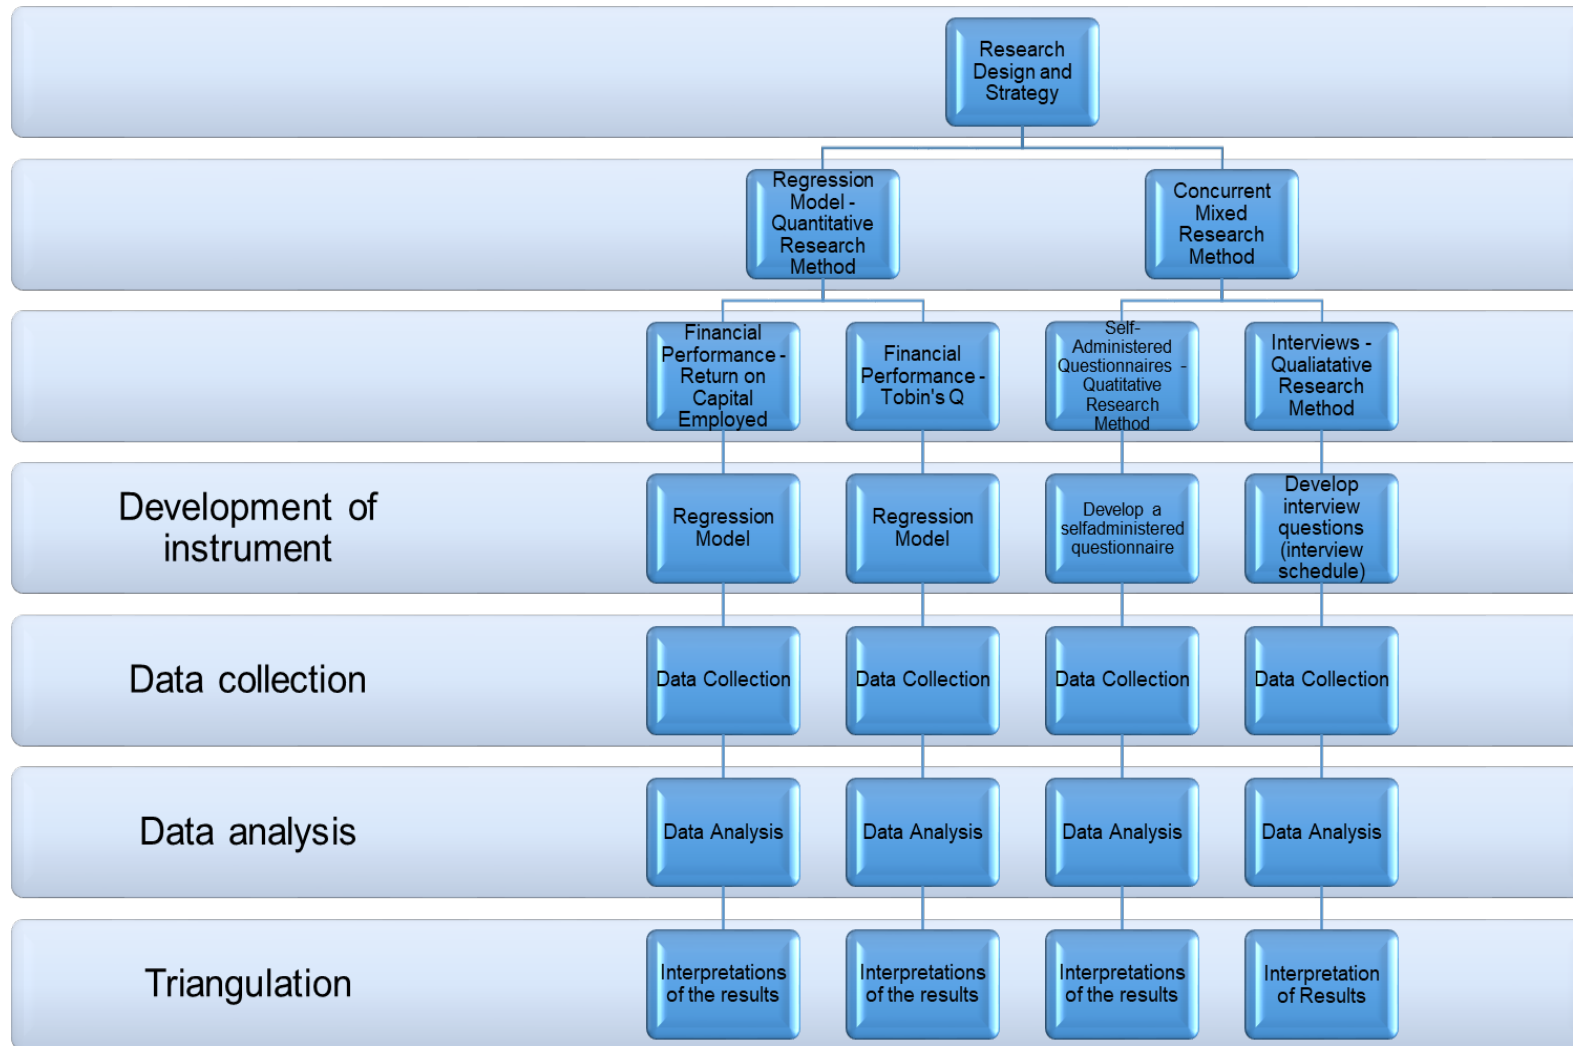 Research
Design and
Strategy
Regression
Model -
Quantitative
Research
Method
Concurrent
Mixed
Research
Method
Financial
Performance -
Return on
Capital
Employed
Financial
Performance -
Tobin's Q
Self-
Administered
Questionnaires -
Quatitative
Research
Method
Interviews -
Qualiatative
Research
Method
Development of
instrument
Regression
Model
Regression
Model
Develop a
selfadministered
questionnaire
Develop
interview
questions
(interview
schedule)
Data collection
Data Collection
Data Collection
Data Collection
Data Collection
Data analysis
Data Analysis
Data Analysis
Data Analysis
Data Analysis
Triangulation
Interpretations
of the results
Interpretations
of the results
Interpretations
of the results
Interpretation
of Results